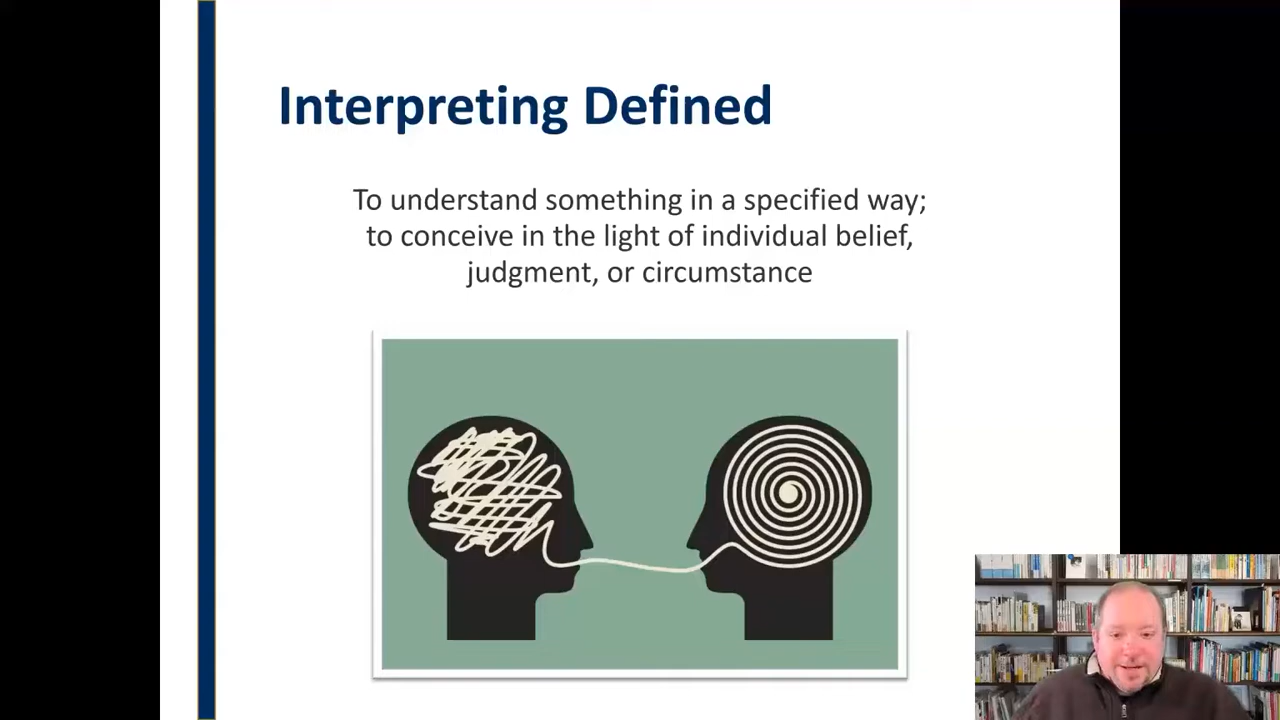 Interpreting Defined
To understand something in a specified way;
to conceive in the light of individual belief,
judgment, or circumstance